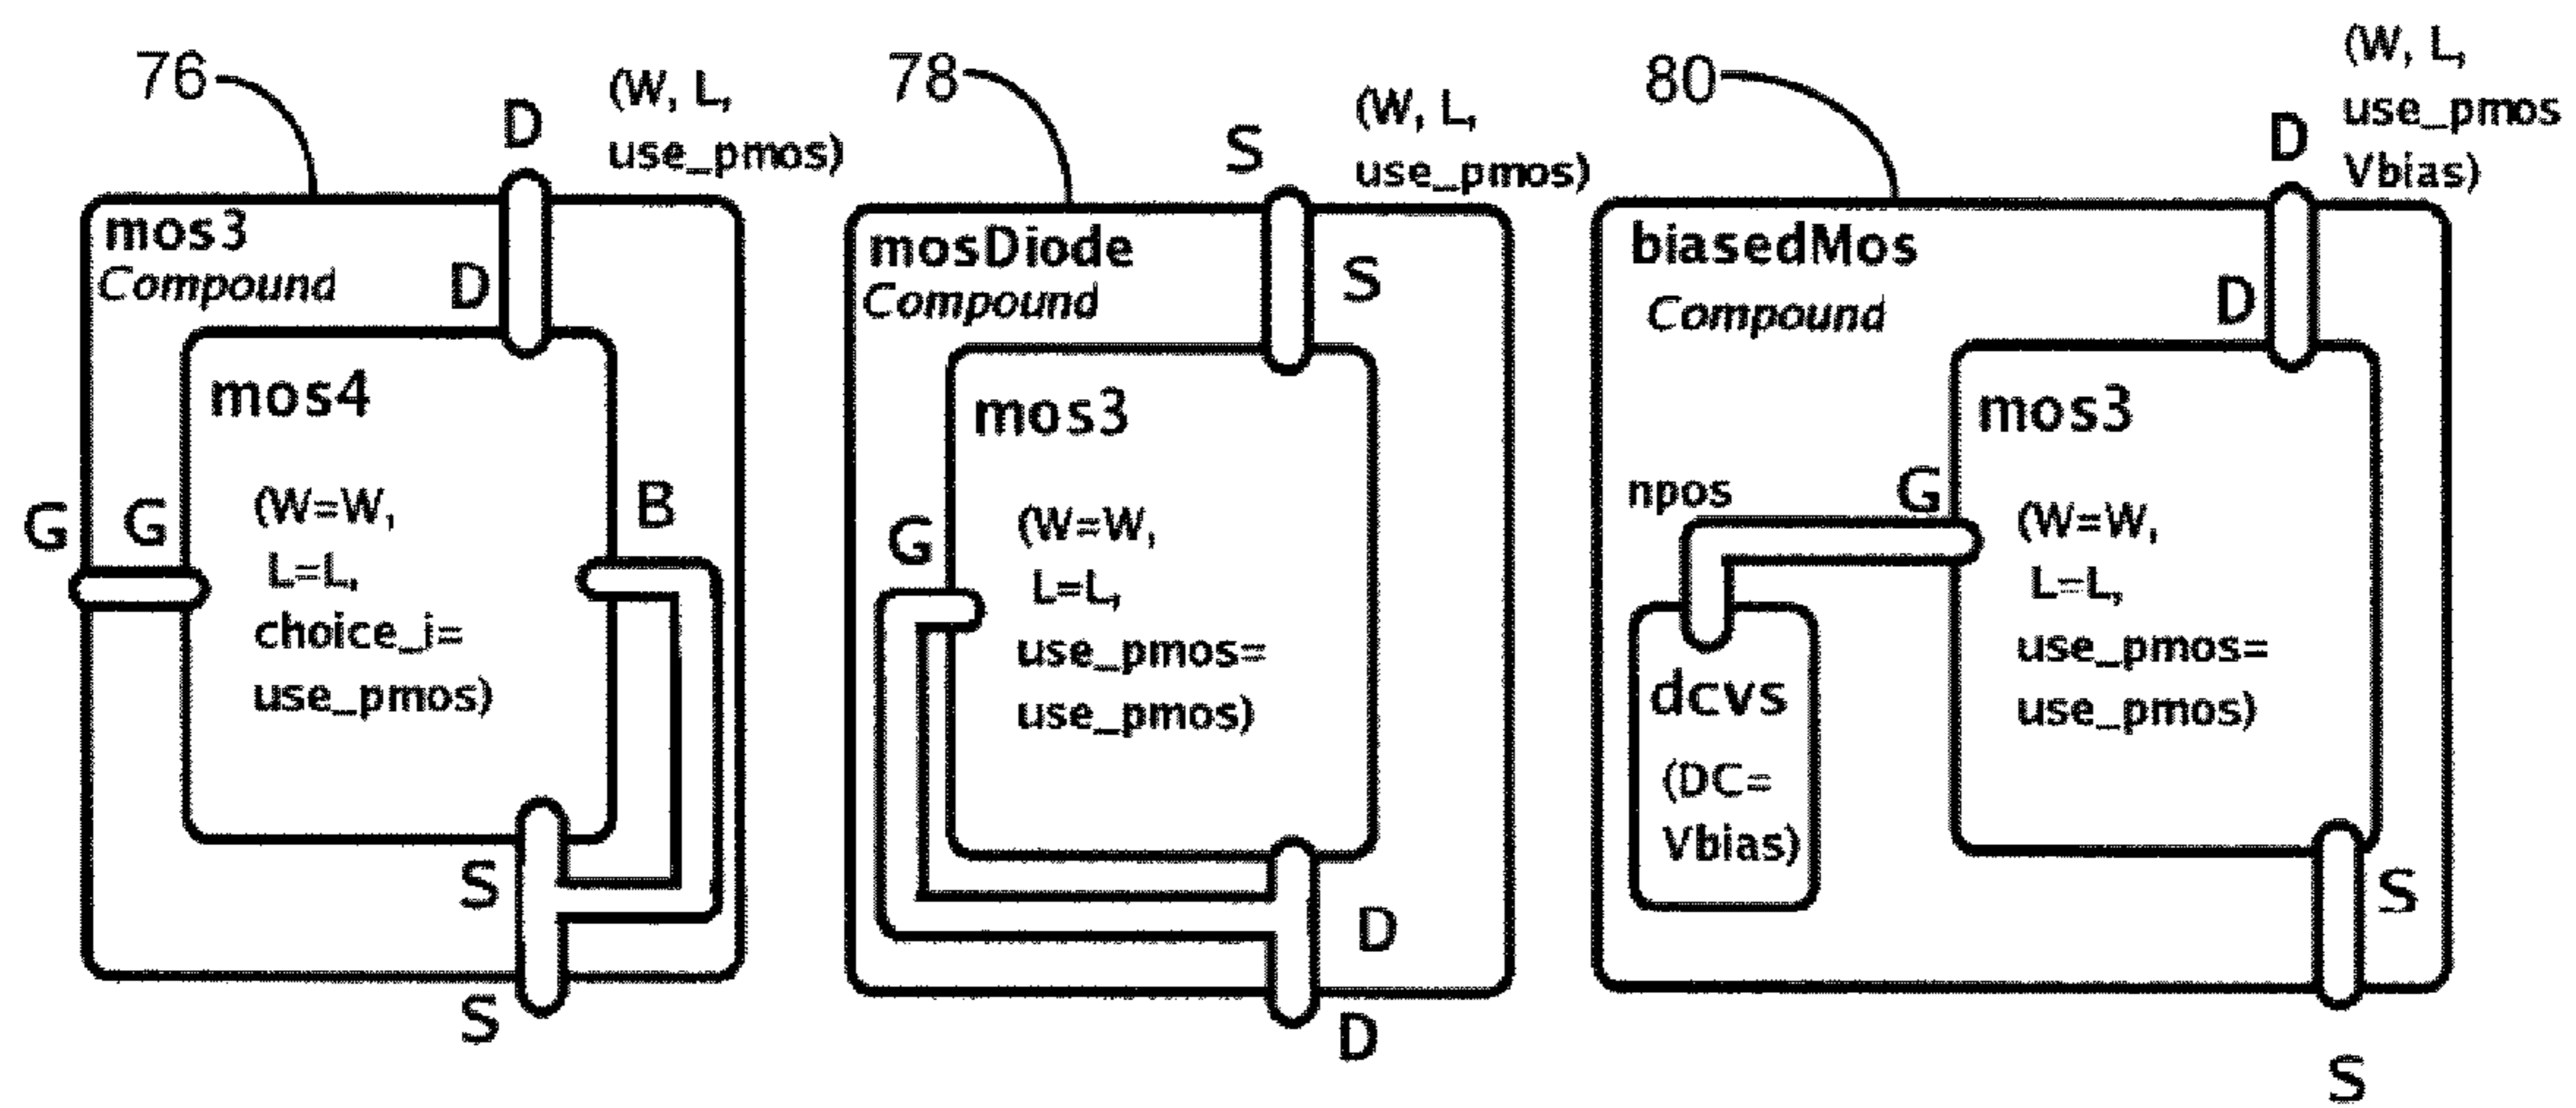 76
D
(W, L,
use_pmos)
mos3
Compound
D
mos4
G
G
(W=W,
L=L,
choice_i=
use_pmos)
B
S
S
78
S
(W, L,
use_pmos)
mosDiode
Compound
S
mos3
G
(W=W,
L=L,
use_pmos=
use_pmos)
D
D
80
D
(W, L,
use_pmos
Vbias)
biasedMos
Compound
D
mos3
npos
G
(W=W,
L=L,
use_pmos=
use_pmos)
dcvs
(DC=
Vbias)
S
S